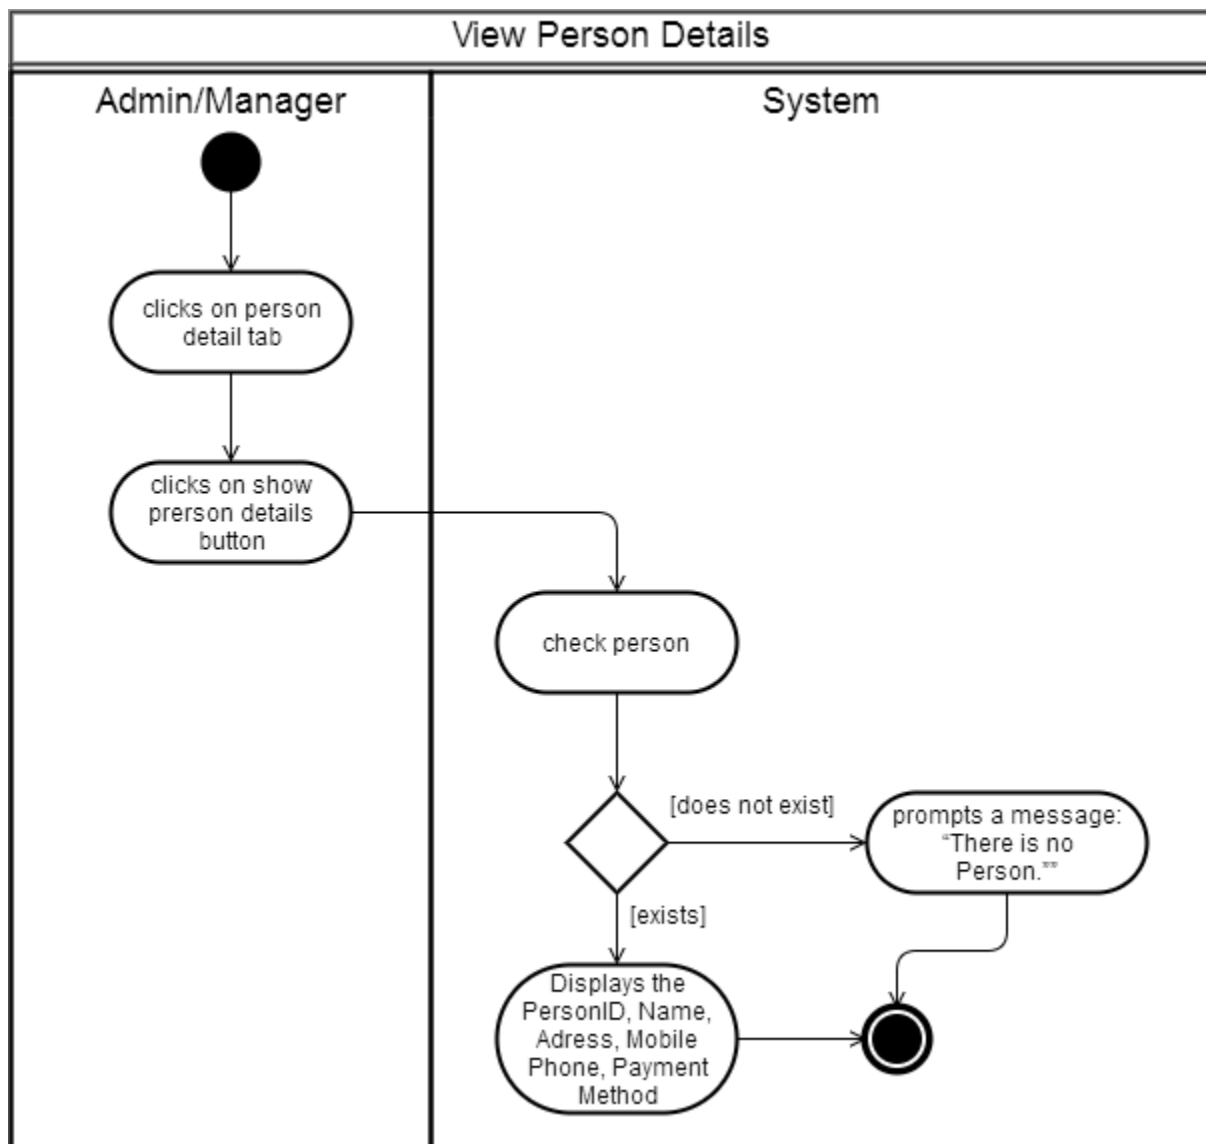 View Person Details
Admin/Manager
System
clicks on person
detail tab
clicks on show
prerson details
button
check person
[does not exist]
prompts a message:
“There is no
Person.””
[exists]
Displays the
PersonID, Name,
Adress, Mobile
Phone, Payment
Method